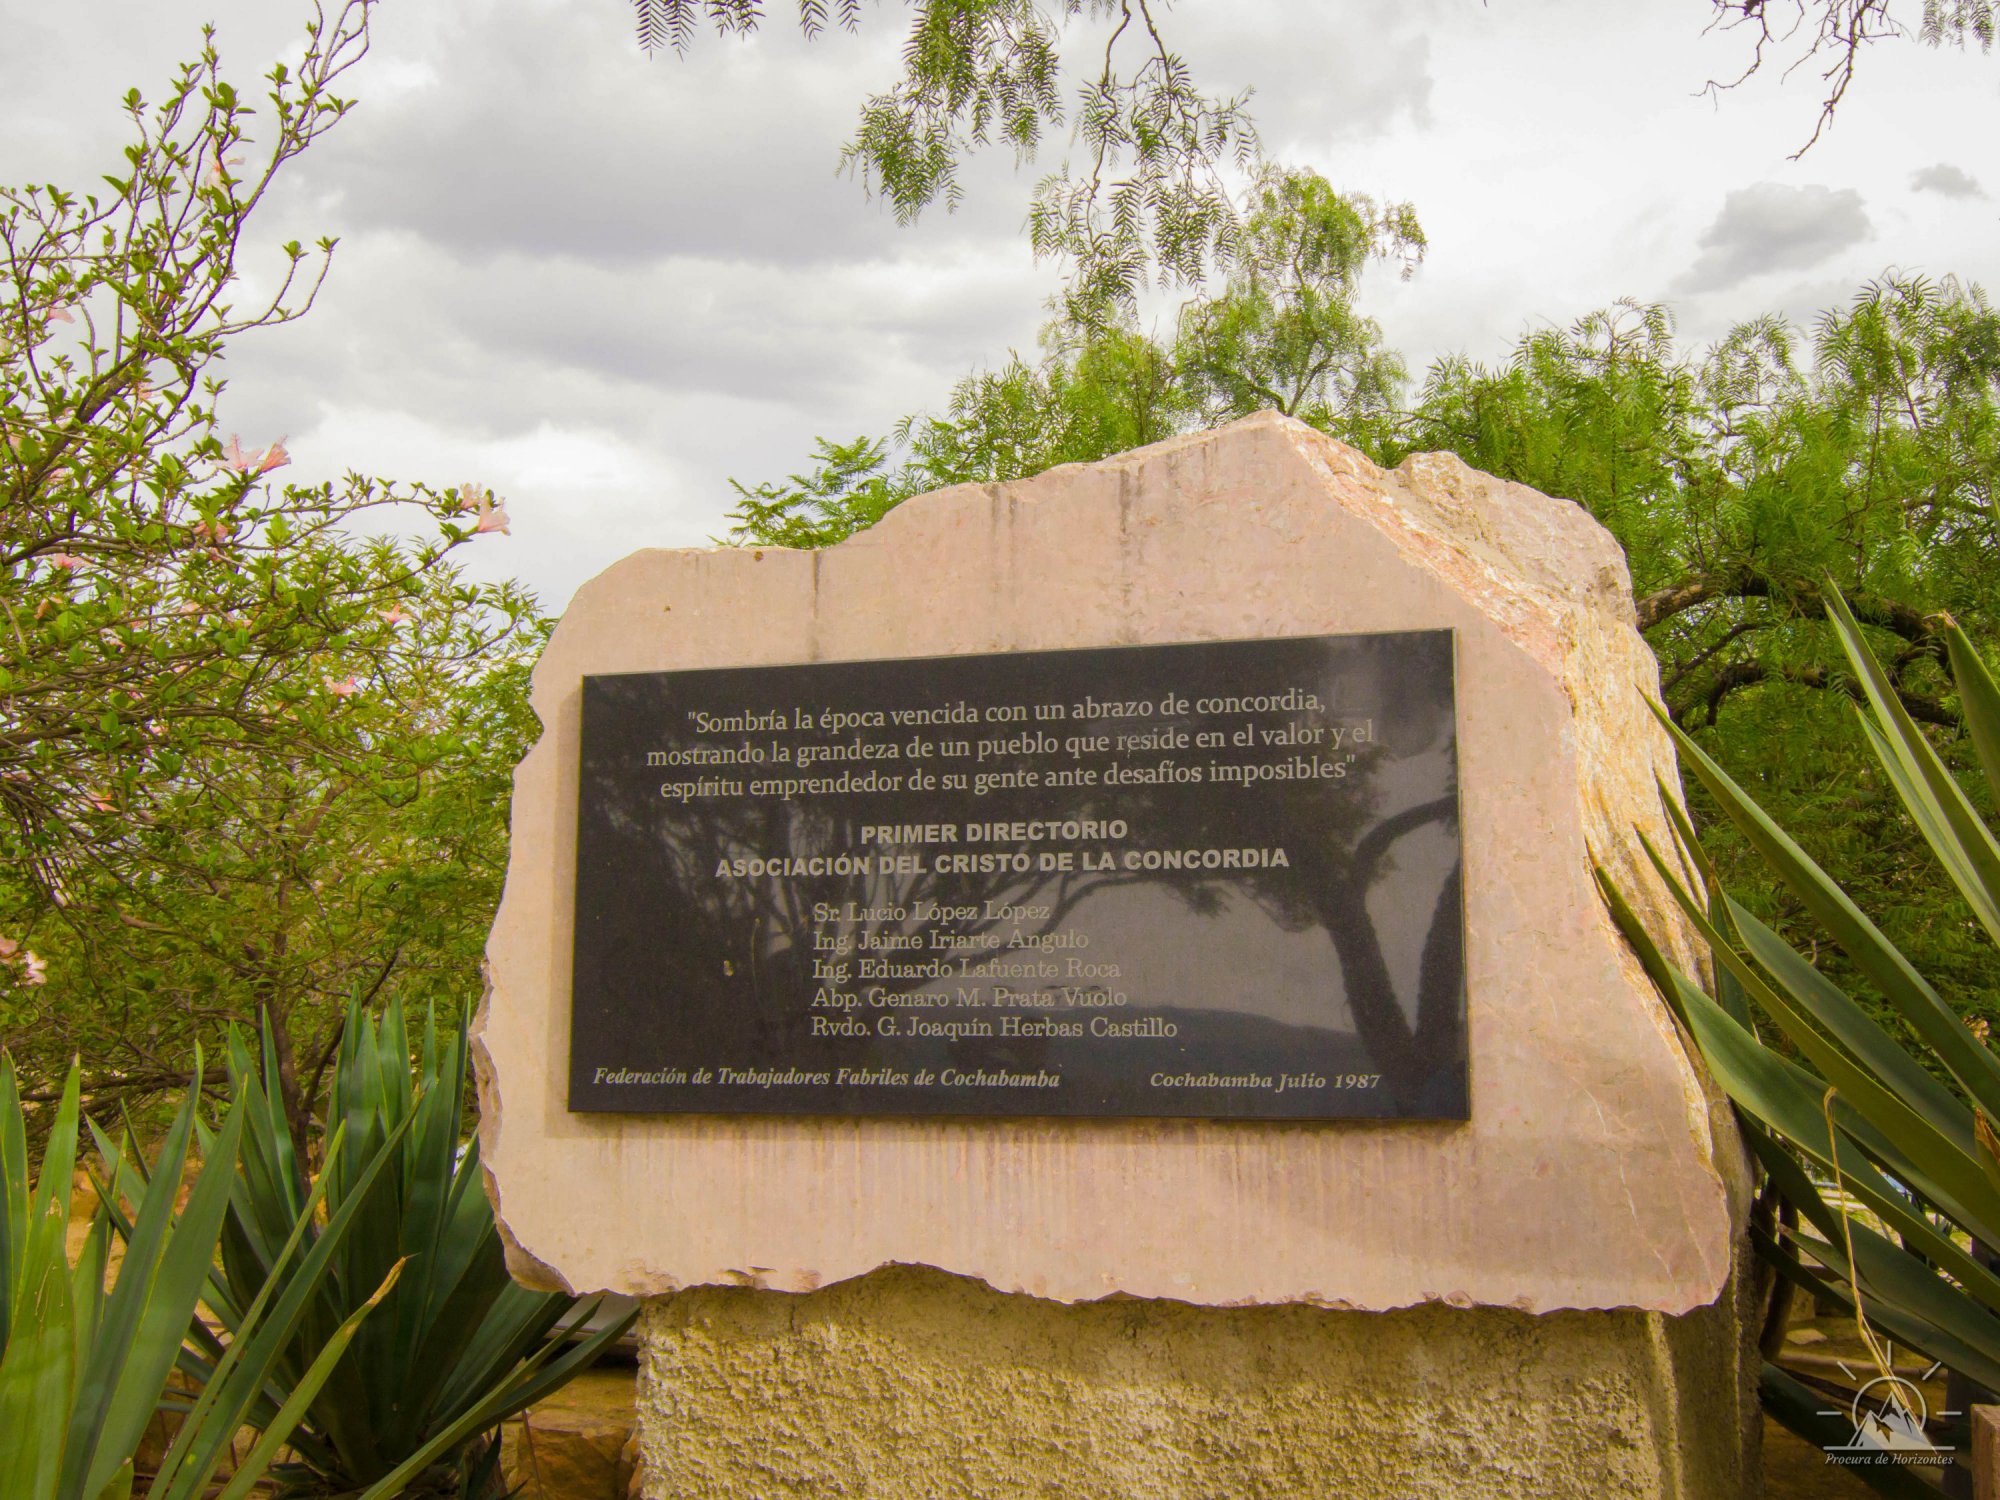 "Sombría la época vencida con un abrazo de concordia,
mostrando la grandeza de un pueblo que reside en el valor y el
espíritu emprendedor de su gente ante desafíos imposibles"
PRIMER DIRECTORIO
ASOCIACIÓN DEL CRISTO DE LA CONCORDIA
Sr. Lucio López López
Ing. Jaime Iriarte Angulo
Ing. Eduardo Lafuente Roca
Abp. Genaro M. Prata Vuolo
Rvdo. G. Joaquín Herbas Castillo
Federación de Trabajadores Fabriles de Cochabamba
Cochabamba Julio 1987
Procura de Horizontes